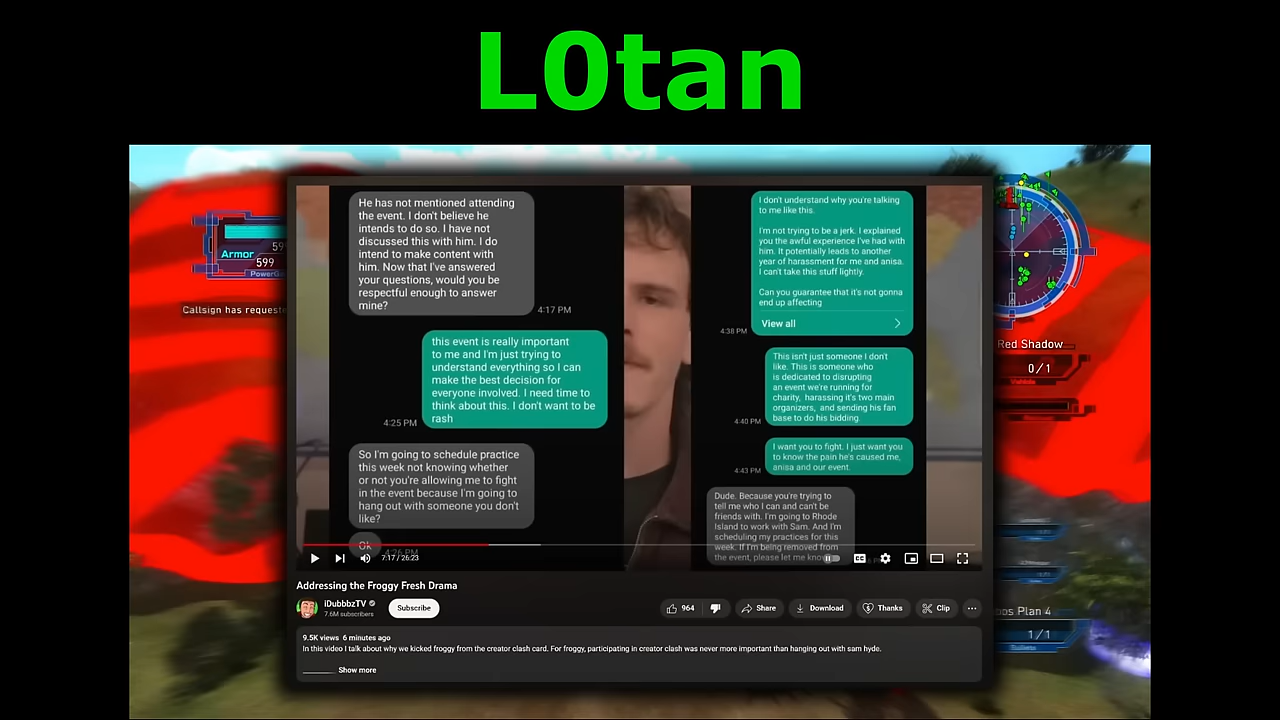 L0tan
Armor
599
PowerGa
Callsign has requeste
He has not mentioned attending
the event. I don't believe he
intends to do so. I have not
discussed this with him. I do
intend to make content with
him. Now that I've answered
your questions, would you be
respectful enough to answer
mine?
4:17 PM
this event is really important
to me and I'm just trying to
understand everything so I can
make the best decision for
everyone involved. I need time to
think about this. I don't want to be
rash
4:25 PM
So I'm going to schedule practice
this week not knowing whether
or not you're allowing me to fight
in the event because I'm going to
hang out with someone you don't
like?
Ok
4:26 PM
I don't understand why you're talking
to me like this.
I'm not trying to be a jerk. I explained
you the awful experience I've had with
him. It potentially leads to another
year of harassment for me and anisa.
I can't take this stuff lightly.
Can you guarantee that it's not gonna
end up affecting
View all
4:38 PM
This isn't just someone I don't
like. This is someone who
is dedicated to disrupting
an event we're running for
charity, harassing it's two main
organizers, and sending his fan
base to do his bidding
4:40 PM
I want you to fight. I just want you
to know the pain he's caused me,
anisa and our event.
4:43 PM
Dude. Because you're trying to
tell me who I can and can't be
friends with. I'm going to Rhode
Island to work with Sam. And I'm
scheduling my practices for this
week. If I'm being removed from
the event, please let me know
7:17 / 26:23
CC
Red Shadow
0/1
Vehicle
bos Plan 4
1/1
Bullets
Addressing the Froggy Fresh Drama
iDubbbzTV
7.6M subscribers
Subscribe
964
Share
Download
Thanks
Clip
9.5K views 6 minutes ago
In this video I talk about why we kicked froggy from the creator clash card. For froggy, participating in creator clash was never more important than hanging out with sam hyde.
Show more